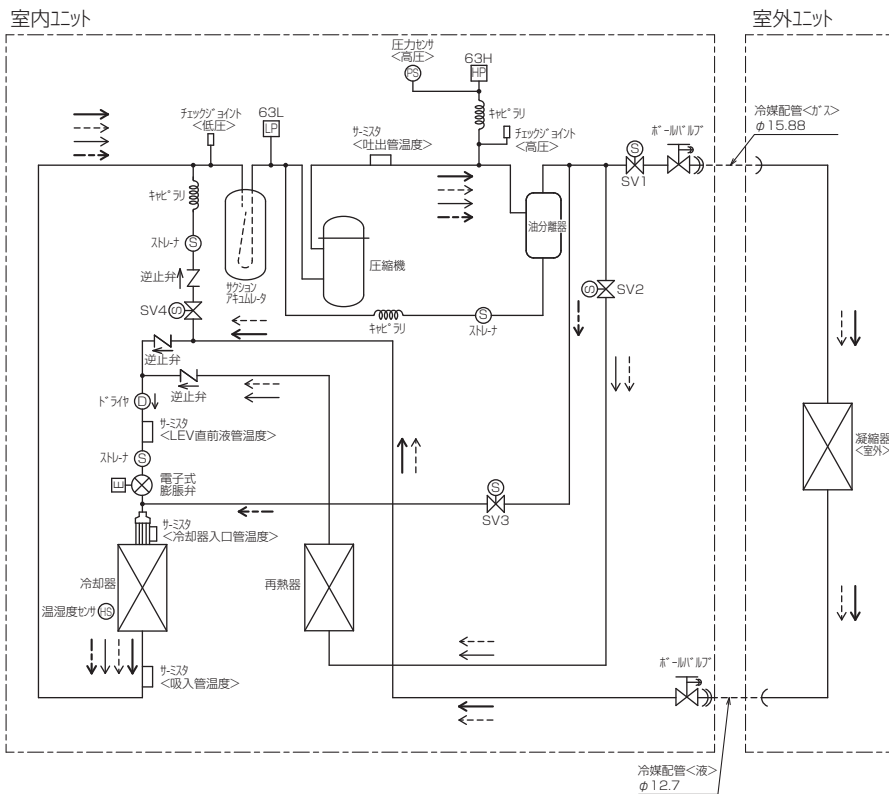 室内ユニット
室外ユニット
圧力センサ
<高圧>
PS
63H
HP
キャピラリ
チェックジョイント
<高圧>
チェックジョイント
<低圧>
63L
LP
サーミスタ
<吐出管温度>
冷媒配管<ガス>
φ15.88
ボールバルブ
S
SV1
キャピラリ
ストレーナ
S
逆止弁
SV4
S
サクション
アキュムレータ
圧縮機
油分離器
S
SV2
キャピラリ
S
ストレーナ
逆止弁
逆止弁
ドライヤ
D
サーミスタ
<LEV直前液管温度>
ストレーナ
S
E
電子式
膨脹弁
S
SV3
サーミスタ
<冷却器入口管温度>
冷却器
再熱器
凝縮器
<室外>
温湿度センサ
HS
サーミスタ
<吸入管温度>
ボールバルブ
冷媒配管<液>
φ12.7